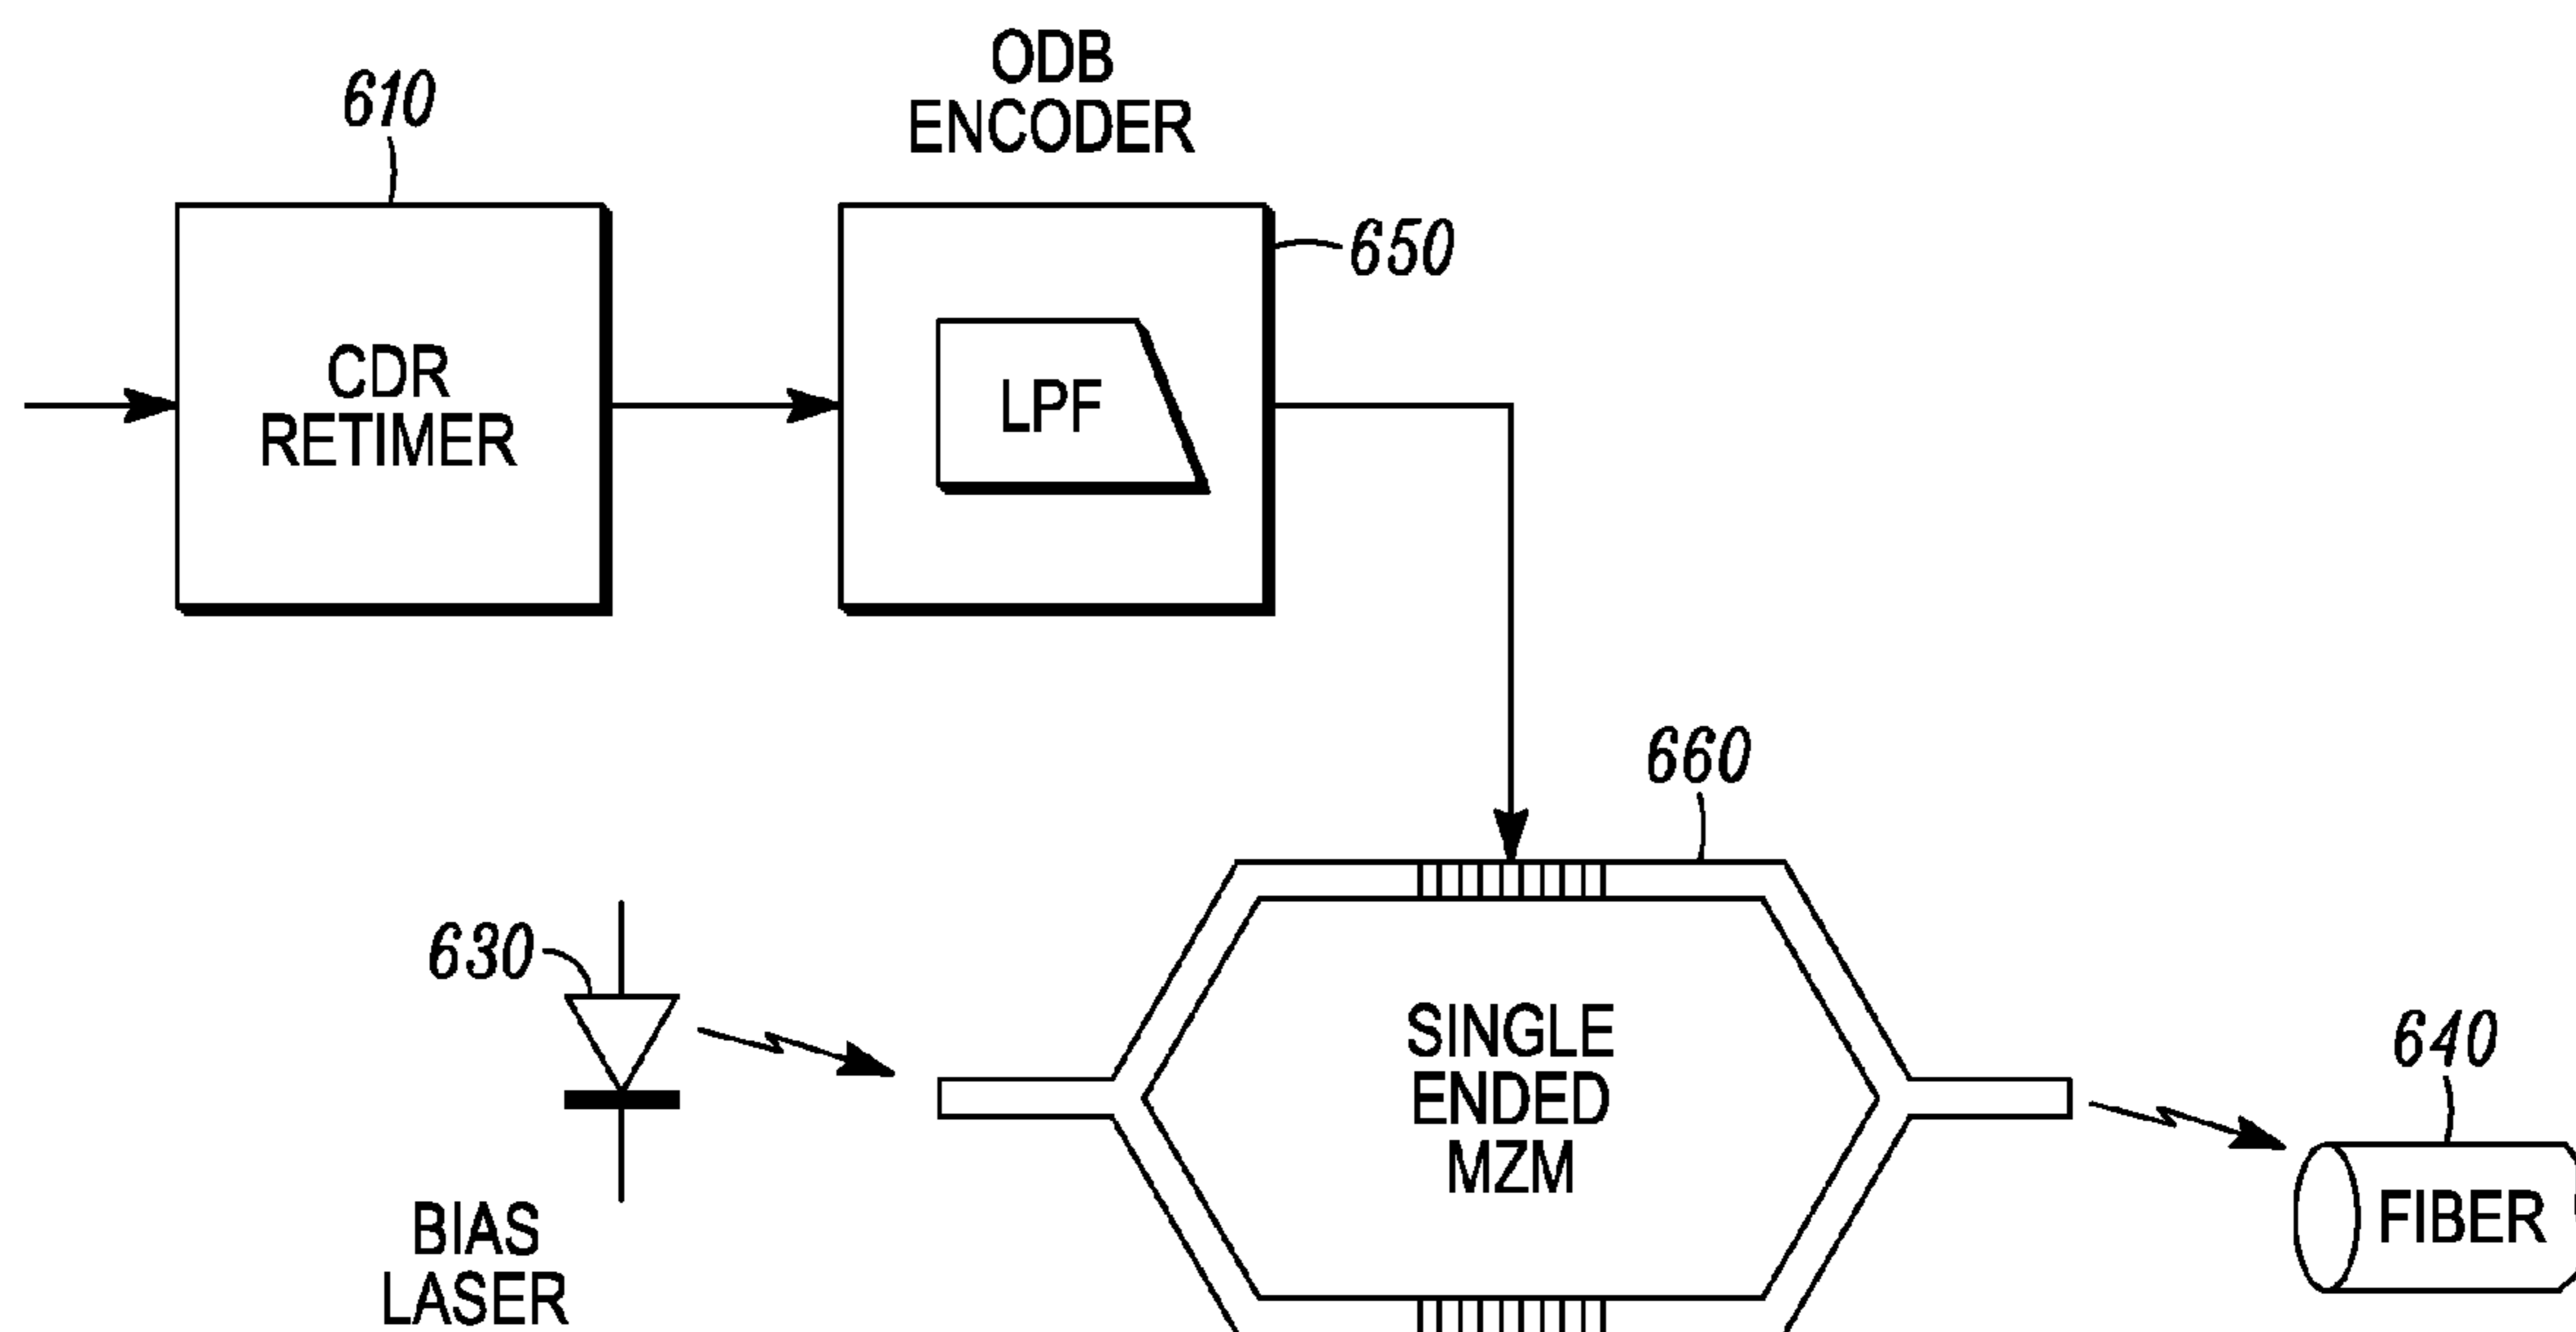 ODB
ENCODER
610
650
CDR
RETIMER
LPF
660
630
SINGLE
ENDED
MZM
640
FIBER
BIAS
LASER